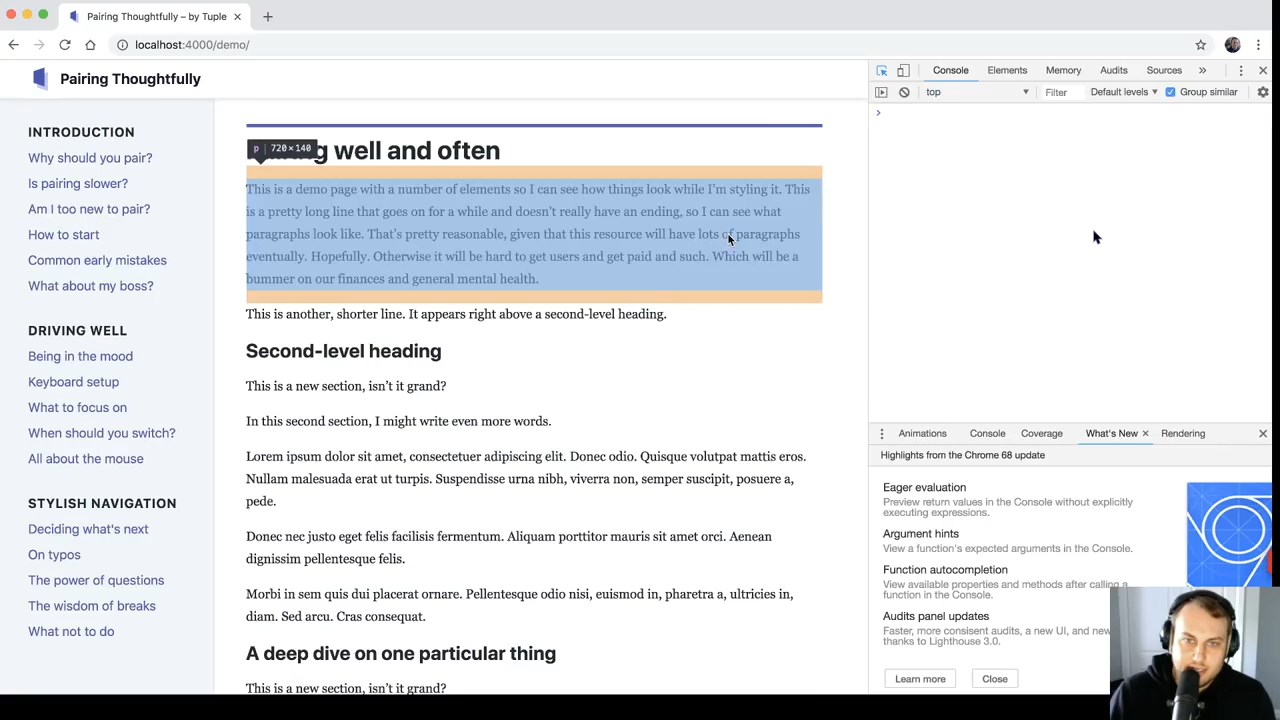 Pairing Thoughtfully – by Tuple
localhost:4000/demo/
Pairing Thoughtfully
INTRODUCTION
Why should you pair?
Is pairing slower?
Am I too new to pair?
How to start
Common early mistakes
What about my boss?
DRIVING WELL
Being in the mood
Keyboard setup
What to focus on
When should you switch?
All about the mouse
STYLISH NAVIGATION
Deciding what's next
On typos
The power of questions
The wisdom of breaks
What not to do
p | 720×140
well and often
This is a demo page with a number of elements so I can see how things look while I'm styling it. This
is a pretty long line that goes on for a while and doesn't really have an ending, so I can see what
paragraphs look like. That's pretty reasonable, given that this resource will have lots of paragraphs
eventually. Hopefully. Otherwise it will be hard to get users and get paid and such. Which will be a
bummer on our finances and general mental health.
This is another, shorter line. It appears right above a second-level heading.
Second-level heading
This is a new section, isn't it grand?
In this second section, I might write even more words.
Lorem ipsum dolor sit amet, consectetuer adipiscing elit. Donec odio. Quisque volutpat mattis eros.
Nullam malesuada erat ut turpis. Suspendisse urna nibh, viverra non, semper suscipit, posuere a,
pede.
Donec nec justo eget felis facilisis fermentum. Aliquam porttitor mauris sit amet orci. Aenean
dignissim pellentesque felis.
Morbi in sem quis dui placerat ornare. Pellentesque odio nisi, euismod in, pharetra a, ultricies in,
diam. Sed arcu. Cras consequat.
A deep dive on one particular thing
This is a new section, isn't it grand?
Console Elements Memory Audits Sources »
top Filter Default levels Group similar
Animations Console Coverage What's New Rendering
Highlights from the Chrome 68 update
Eager evaluation
Preview return values in the Console without explicitly
executing expressions.
Argument hints
View a function's expected arguments in the Console.
Function autocompletion
View available properties and methods after calling a
function in the Console.
Audits panel updates
Faster, more consisent audits, a new UI, and new
thanks to Lighthouse 3.0.
Learn more Close